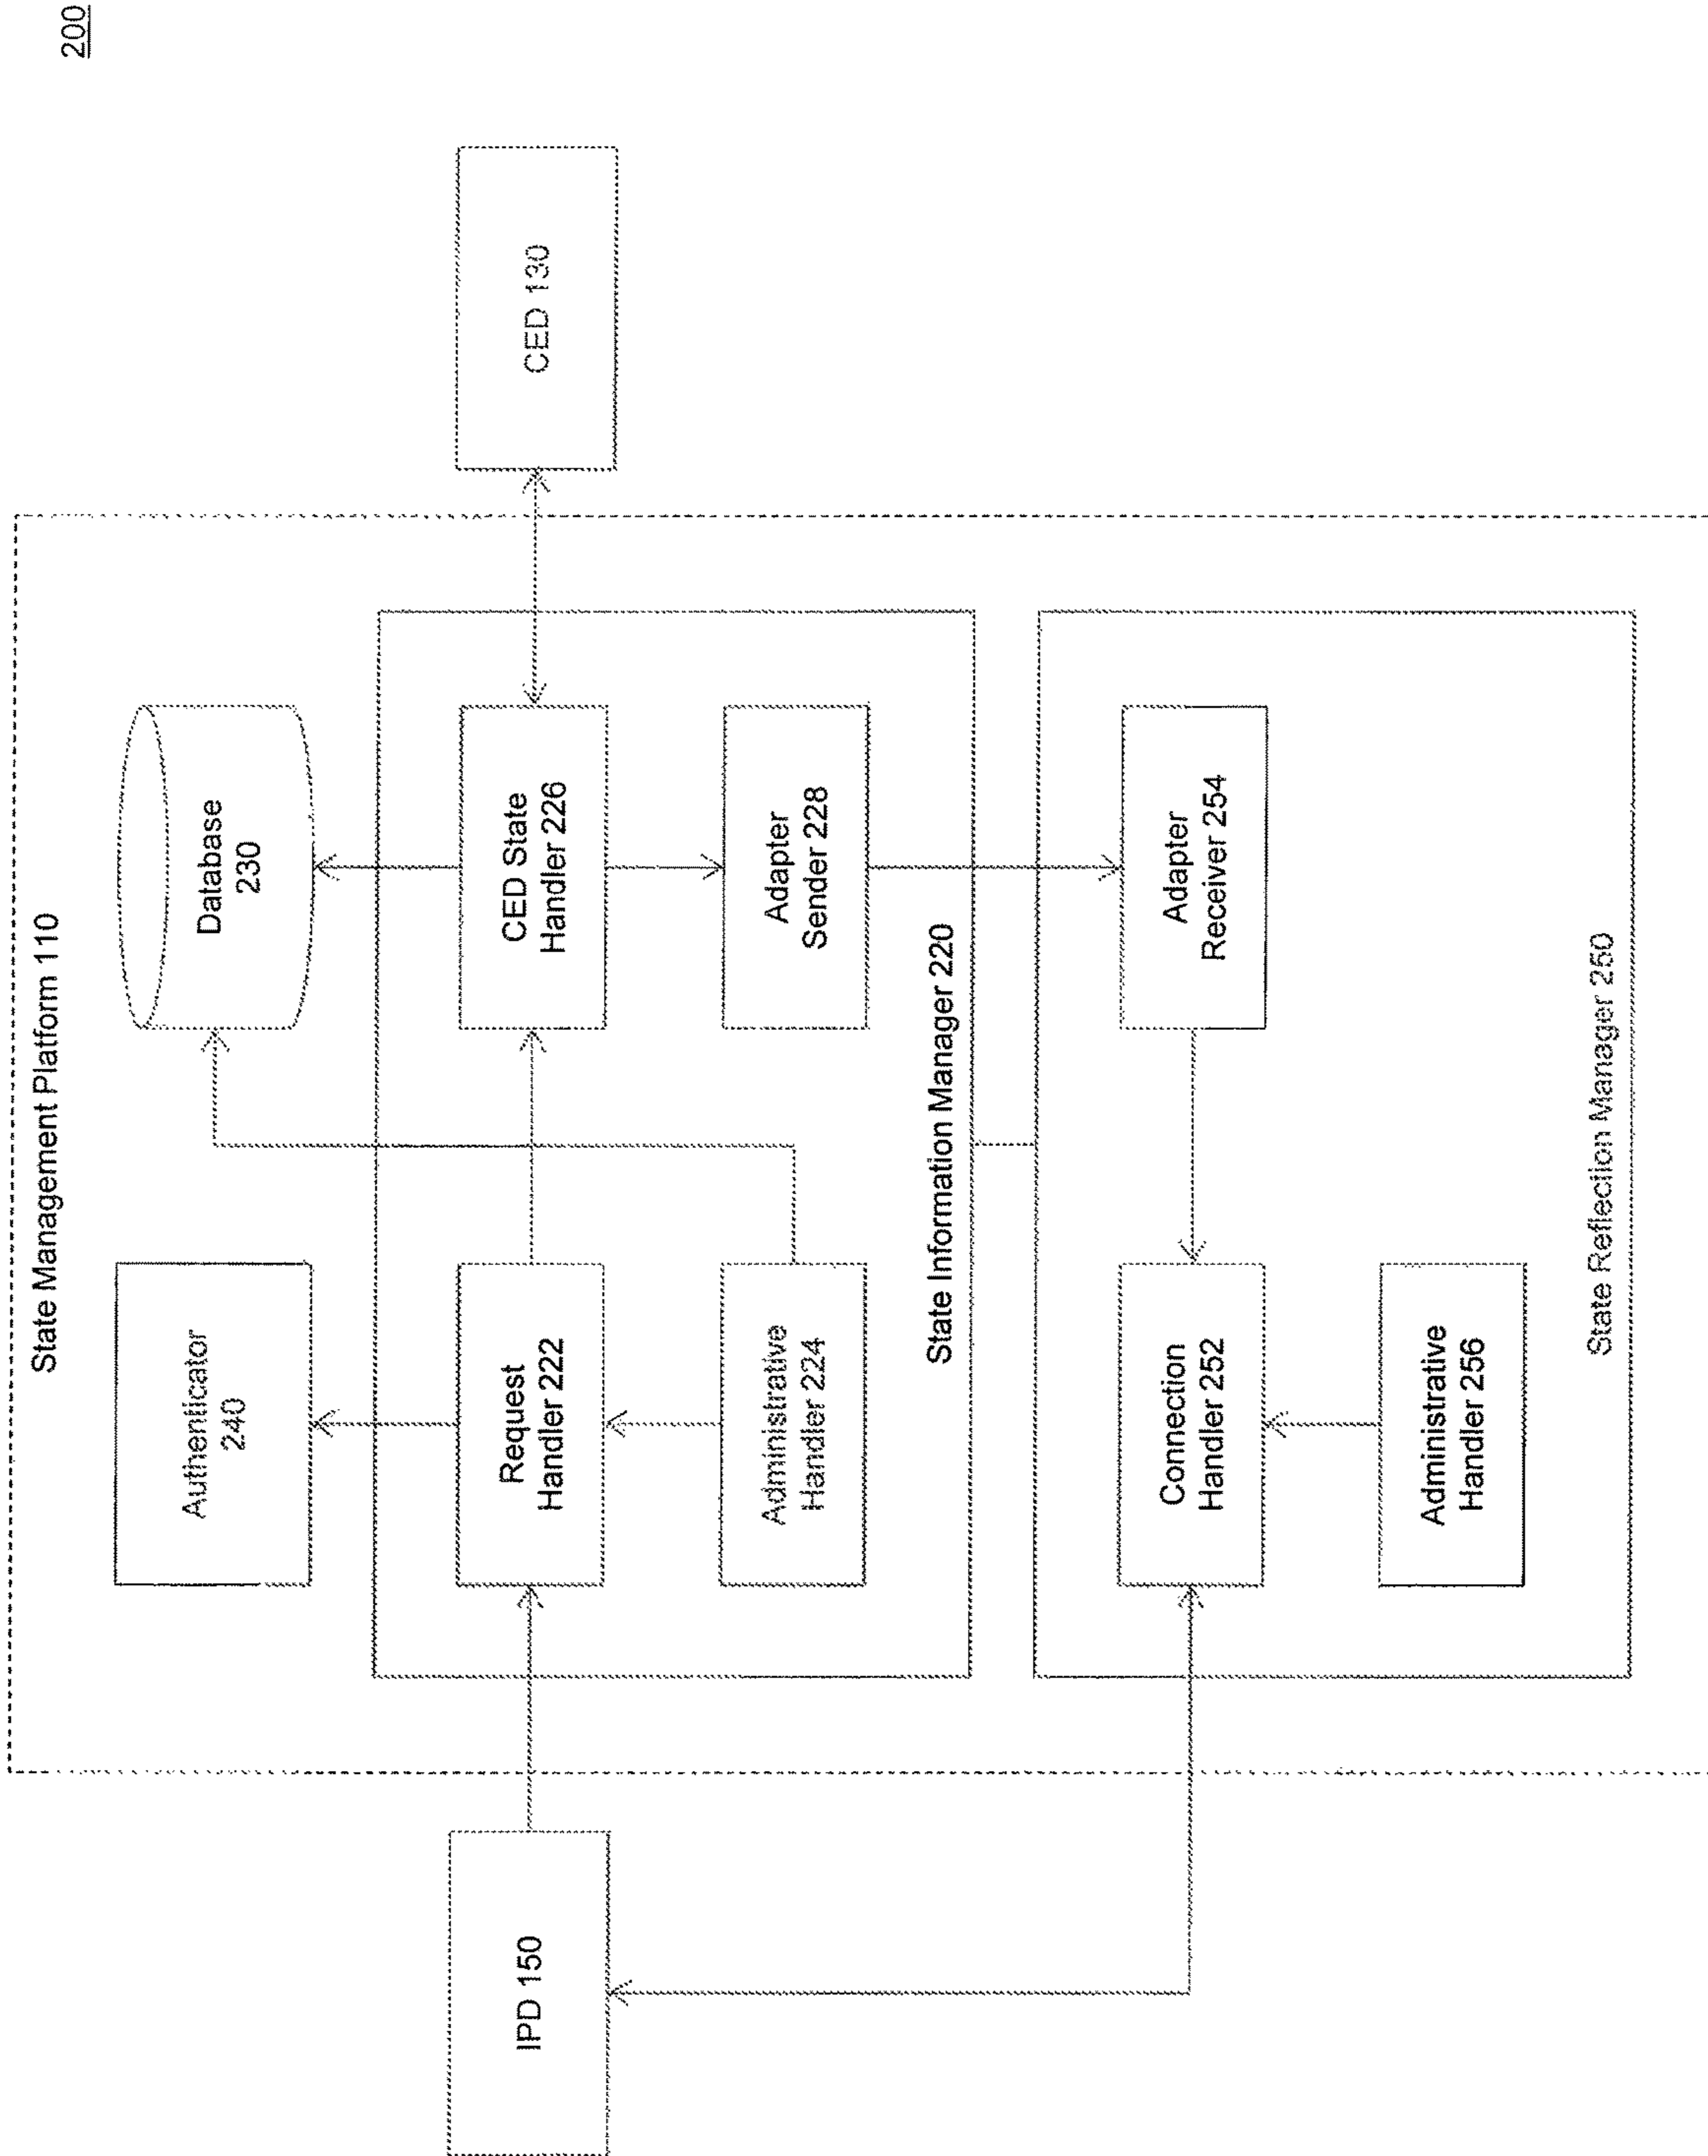 200
State Management Platform 110
Authenticator
240
Database
230
IPD 150
Request
Handler 222
CED State
Handler 226
CED 130
Administrative
Handler 224
Adapter
Sender 228
State Information Manager 220
Connection
Handler 252
Adapter
Receiver 254
Administrative
Handler 256
State Reflection Manager 250